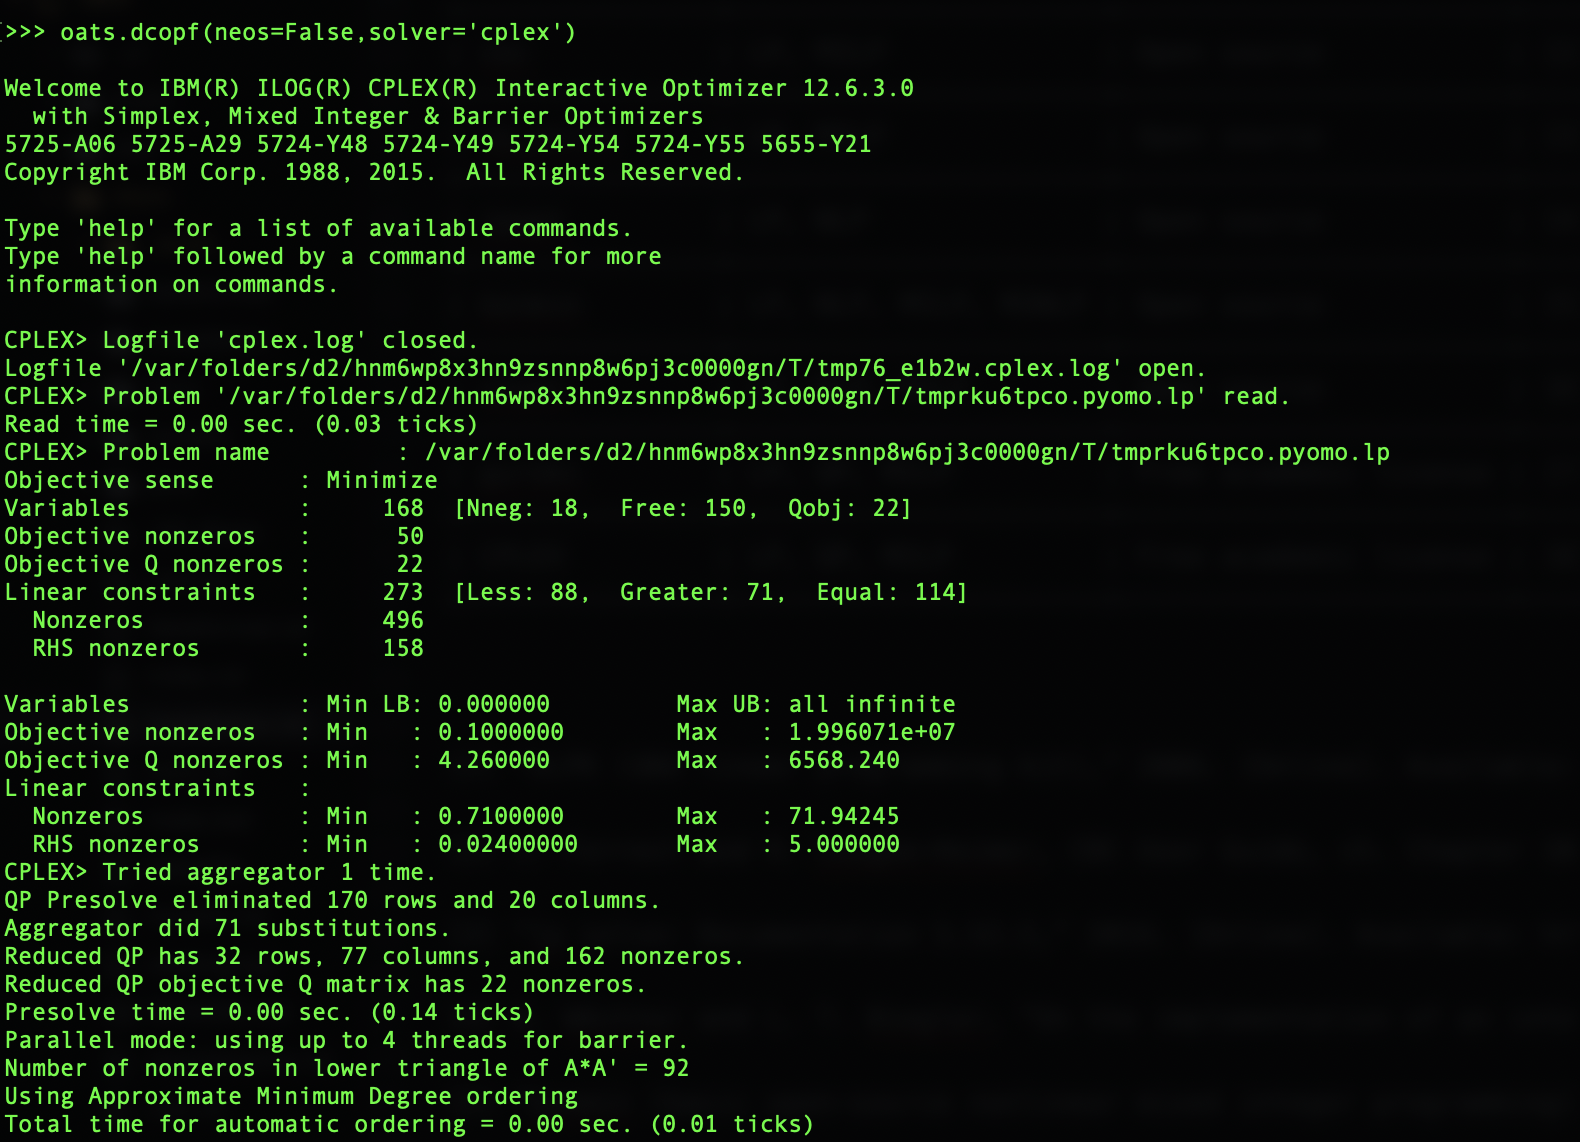 >>> oats.dcopf(neos=False,solver='cplex')
Welcome to IBM(R) ILOG(R) CPLEX(R) Interactive Optimizer 12.6.3.0
  with Simplex, Mixed Integer & Barrier Optimizers
5725-A06 5725-A29 5724-Y48 5724-Y49 5724-Y54 5724-Y55 5655-Y21
Copyright IBM Corp. 1988, 2015.  All Rights Reserved.
Type 'help' for a list of available commands.
Type 'help' followed by a command name for more
information on commands.
CPLEX> Logfile 'cplex.log' closed.
Logfile '/var/folders/d2/hnm6wp8x3hn9zsnnp8w6pj3c0000gn/T/tmp76_e1b2w.cplex.log' open.
CPLEX> Problem '/var/folders/d2/hnm6wp8x3hn9zsnnp8w6pj3c0000gn/T/tmprku6tpco.pyomo.lp' read.
Read time = 0.00 sec. (0.03 ticks)
CPLEX> Problem name         : /var/folders/d2/hnm6wp8x3hn9zsnnp8w6pj3c0000gn/T/tmprku6tpco.pyomo.lp
Objective sense      : Minimize
Variables            :     168  [Nneg: 18,  Free: 150,  Qobj: 22]
Objective nonzeros   :      50
Objective Q nonzeros :      22
Linear constraints   :     273  [Less: 88,  Greater: 71,  Equal: 114]
  Nonzeros           :     496
  RHS nonzeros       :     158
Variables            : Min LB: 0.000000         Max UB: all infinite
Objective nonzeros   : Min   : 0.1000000        Max   : 1.996071e+07
Objective Q nonzeros : Min   : 4.260000         Max   : 6568.240
Linear constraints   :
  Nonzeros           : Min   : 0.7100000        Max   : 71.94245
  RHS nonzeros       : Min   : 0.02400000       Max   : 5.000000
CPLEX> Tried aggregator 1 time.
QP Presolve eliminated 170 rows and 20 columns.
Aggregator did 71 substitutions.
Reduced QP has 32 rows, 77 columns, and 162 nonzeros.
Reduced QP objective Q matrix has 22 nonzeros.
Presolve time = 0.00 sec. (0.14 ticks)
Parallel mode: using up to 4 threads for barrier.
Number of nonzeros in lower triangle of A*A' = 92
Using Approximate Minimum Degree ordering
Total time for automatic ordering = 0.00 sec. (0.01 ticks)